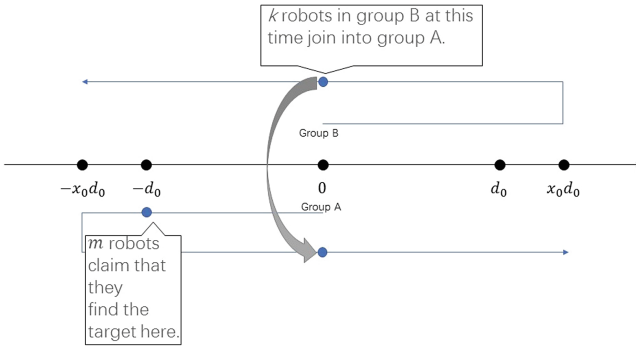 k robots in group B at this
time join into group A.
Group B
−x₀d₀
−d₀
0
d₀
x₀d₀
Group A
m robots
claim that
they
find the
target here.